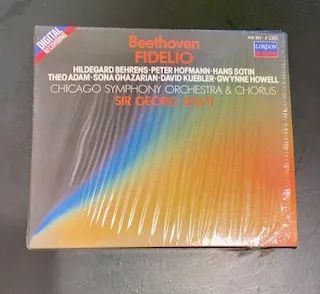 DIGITAL
RECORDING
LONDON
Beethoven
FIDELIO
HILDEGARD BEHRENS·PETER HOFMANN·HANS SOTIN
THEO ADAM·SONA GHAZARIAN·DAVID KUEBLER·GWYNNE HOWELL
CHICAGO SYMPHONY ORCHESTRA & CHORUS
SIR GEORG SOLTI